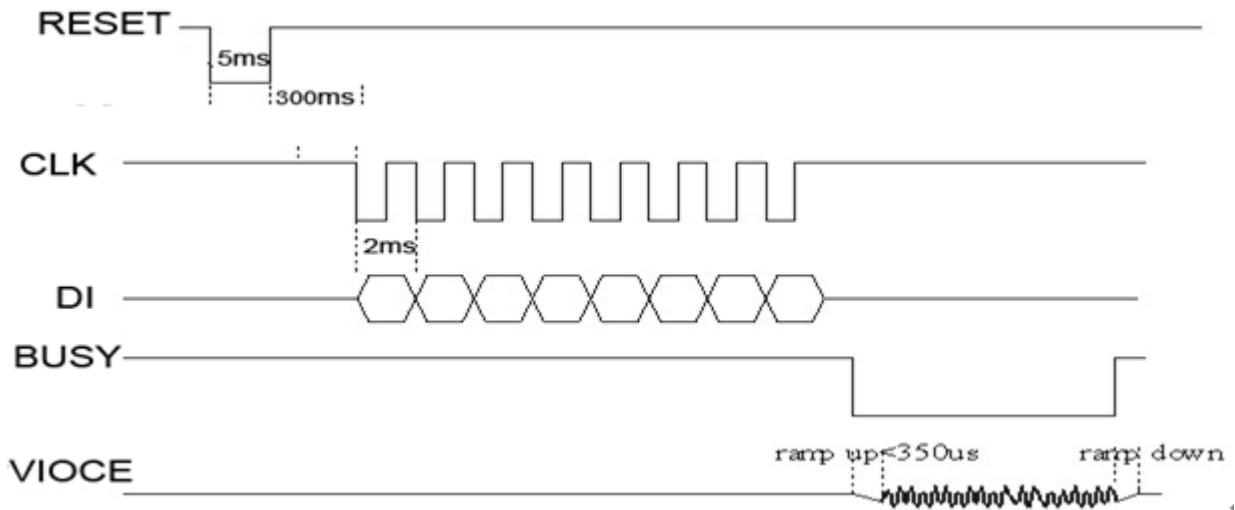 RESET
5ms
300ms
CLK
2ms
DI
BUSY
ramp up<350us ramp down
VIOCE